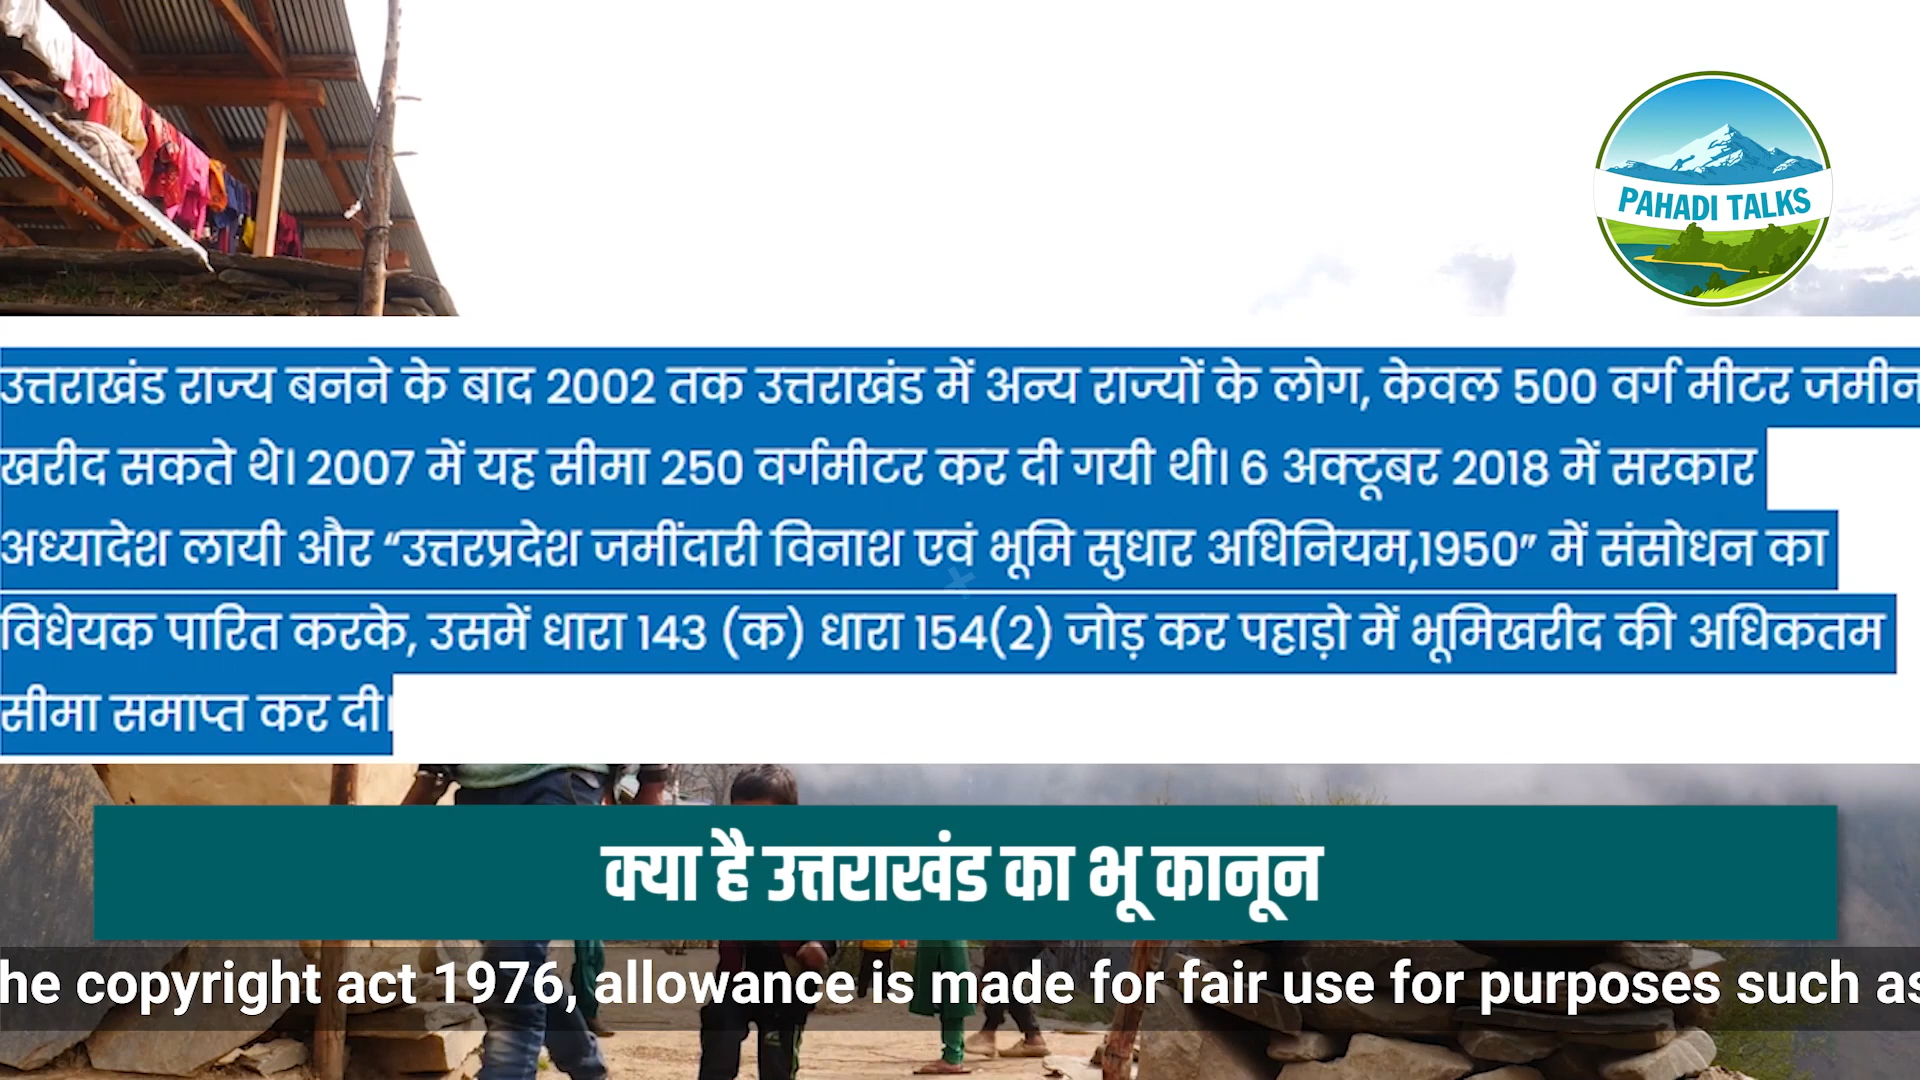 PAHADI TALKS
उत्तराखंड राज्य बनने के बाद 2002 तक उत्तराखंड में अन्य राज्यों के लोग, केवल 500 वर्ग मीटर जमीन
खरीद सकते थे। 2007 में यह सीमा 250 वर्गमीटर कर दी गयी थी। 6 अक्टूबर 2018 में सरकार
अध्यादेश लायी और “उत्तरप्रदेश जमींदारी विनाश एवं भूमि सुधार अधिनियम,1950” में संसोधन का
विधेयक पारित करके, उसमें धारा 143 (क) धारा 154(2) जोड़ कर पहाड़ो में भूमिखरीद की अधिकतम
सीमा समाप्त कर दी।
क्या है उत्तराखंड का भू कानून
he copyright act 1976, allowance is made for fair use for purposes such as